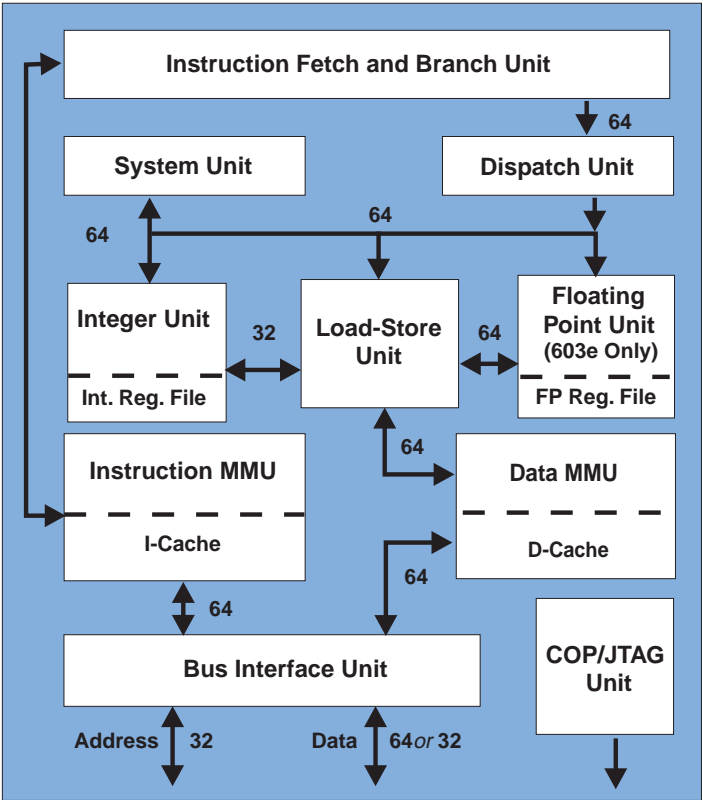 Instruction Fetch and Branch Unit
64
System Unit
Dispatch Unit
64
64
Integer Unit
Int. Reg. File
32
Load-Store
Unit
64
Floating
Point Unit
(603e Only)
FP Reg. File
64
Instruction MMU
I-Cache
Data MMU
D-Cache
64
64
Bus Interface Unit
COP/JTAG
Unit
Address 32
Data 64 or 32